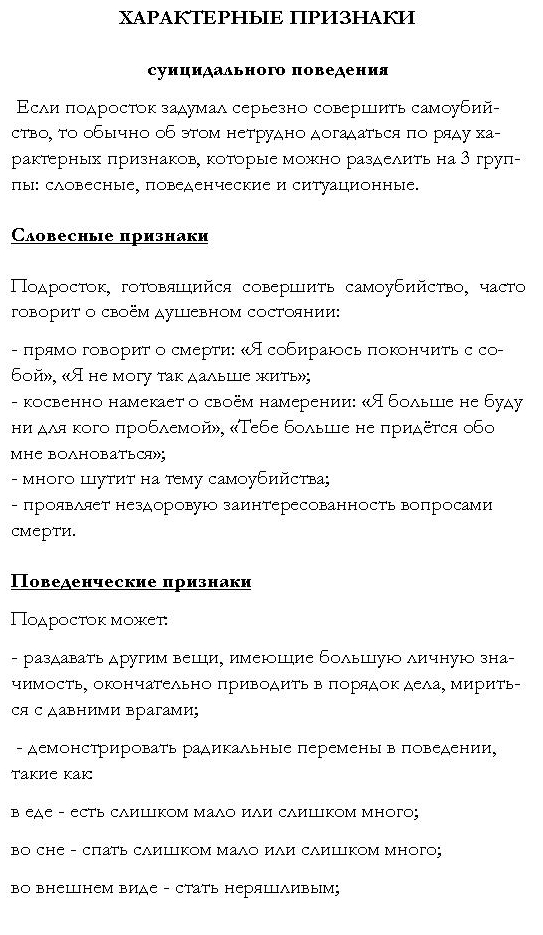 ХАРАКТЕРНЫЕ ПРИЗНАКИ
суицидального поведения
Если подросток задумал серьезно совершить самоубий-
ство, то обычно об этом нетрудно догадаться по ряду ха-
рактерных признаков, которые можно разделить на 3 груп-
пы: словесные, поведенческие и ситуационные.
Словесные признаки
Подросток, готовящийся совершить самоубийство, часто
говорит о своём душевном состоянии:
- прямо говорит о смерти: «Я собираюсь покончить с со-
бой», «Я не могу так дальше жить»;
- косвенно намекает о своём намерении: «Я больше не буду
ни для кого проблемой», «Тебе больше не придётся обо
мне волноваться»;
- много шутит на тему самоубийства;
- проявляет нездоровую заинтересованность вопросами
смерти.
Поведенческие признаки
Подросток может:
- раздавать другим вещи, имеющие большую личную зна-
чимость, окончательно приводить в порядок дела, мирить-
ся с давними врагами;
- демонстрировать радикальные перемены в поведении,
такие как:
в еде - есть слишком мало или слишком много;
во сне - спать слишком мало или слишком много;
во внешнем виде - стать неряшливым;